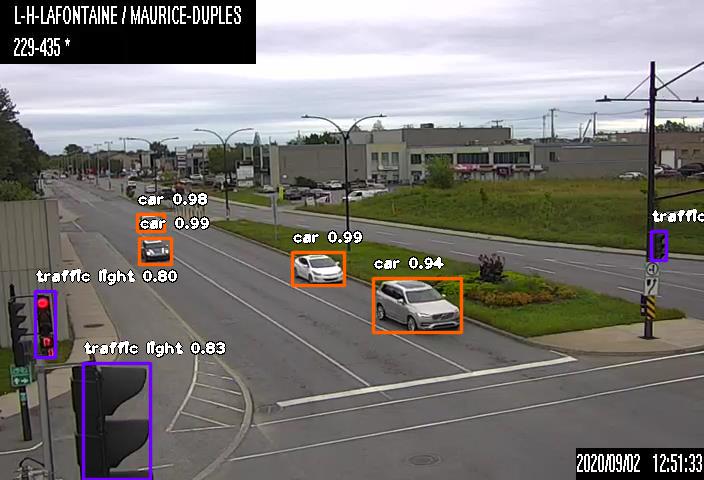 L-H-LAFONTAINE / MAURICE-DUPLES
229-435 *
car 0.98
car 0.99
car 0.99
car 0.94
traffic
traffic light 0.80
traffic light 0.83
2020/09/02 12:51:33